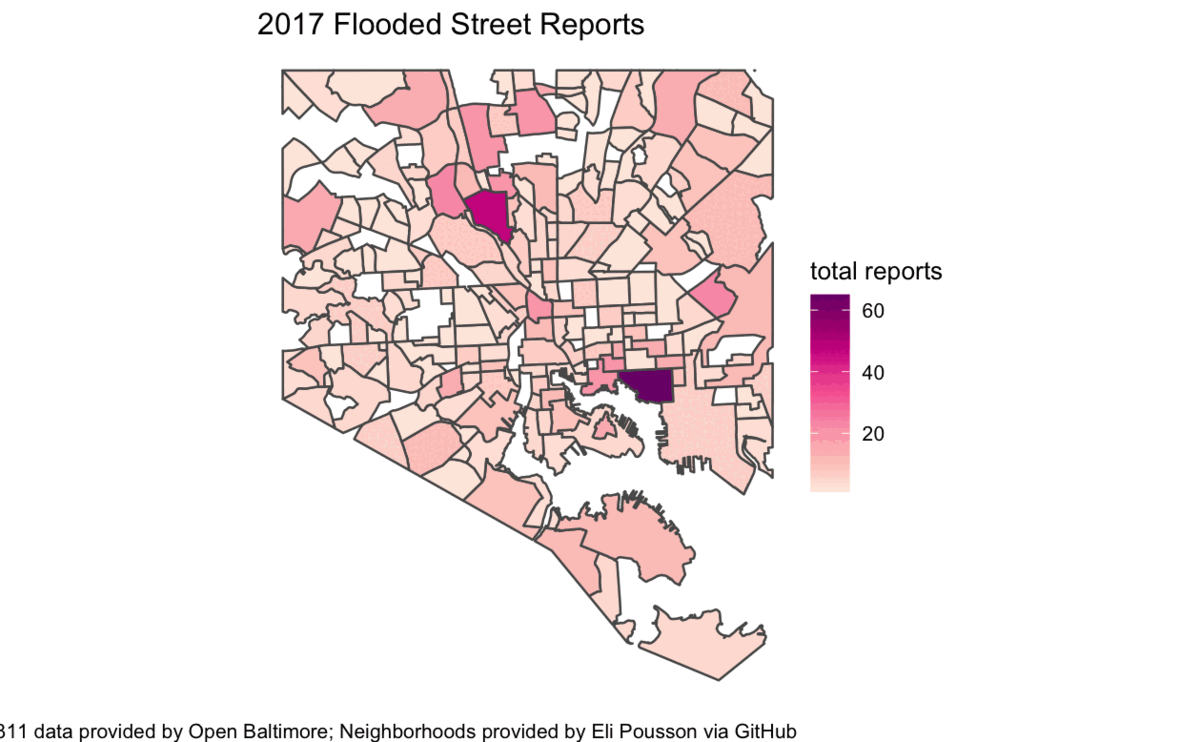 2017 Flooded Street Reports
total reports
60
40
20
311 data provided by Open Baltimore; Neighborhoods provided by Eli Pousson via GitHub